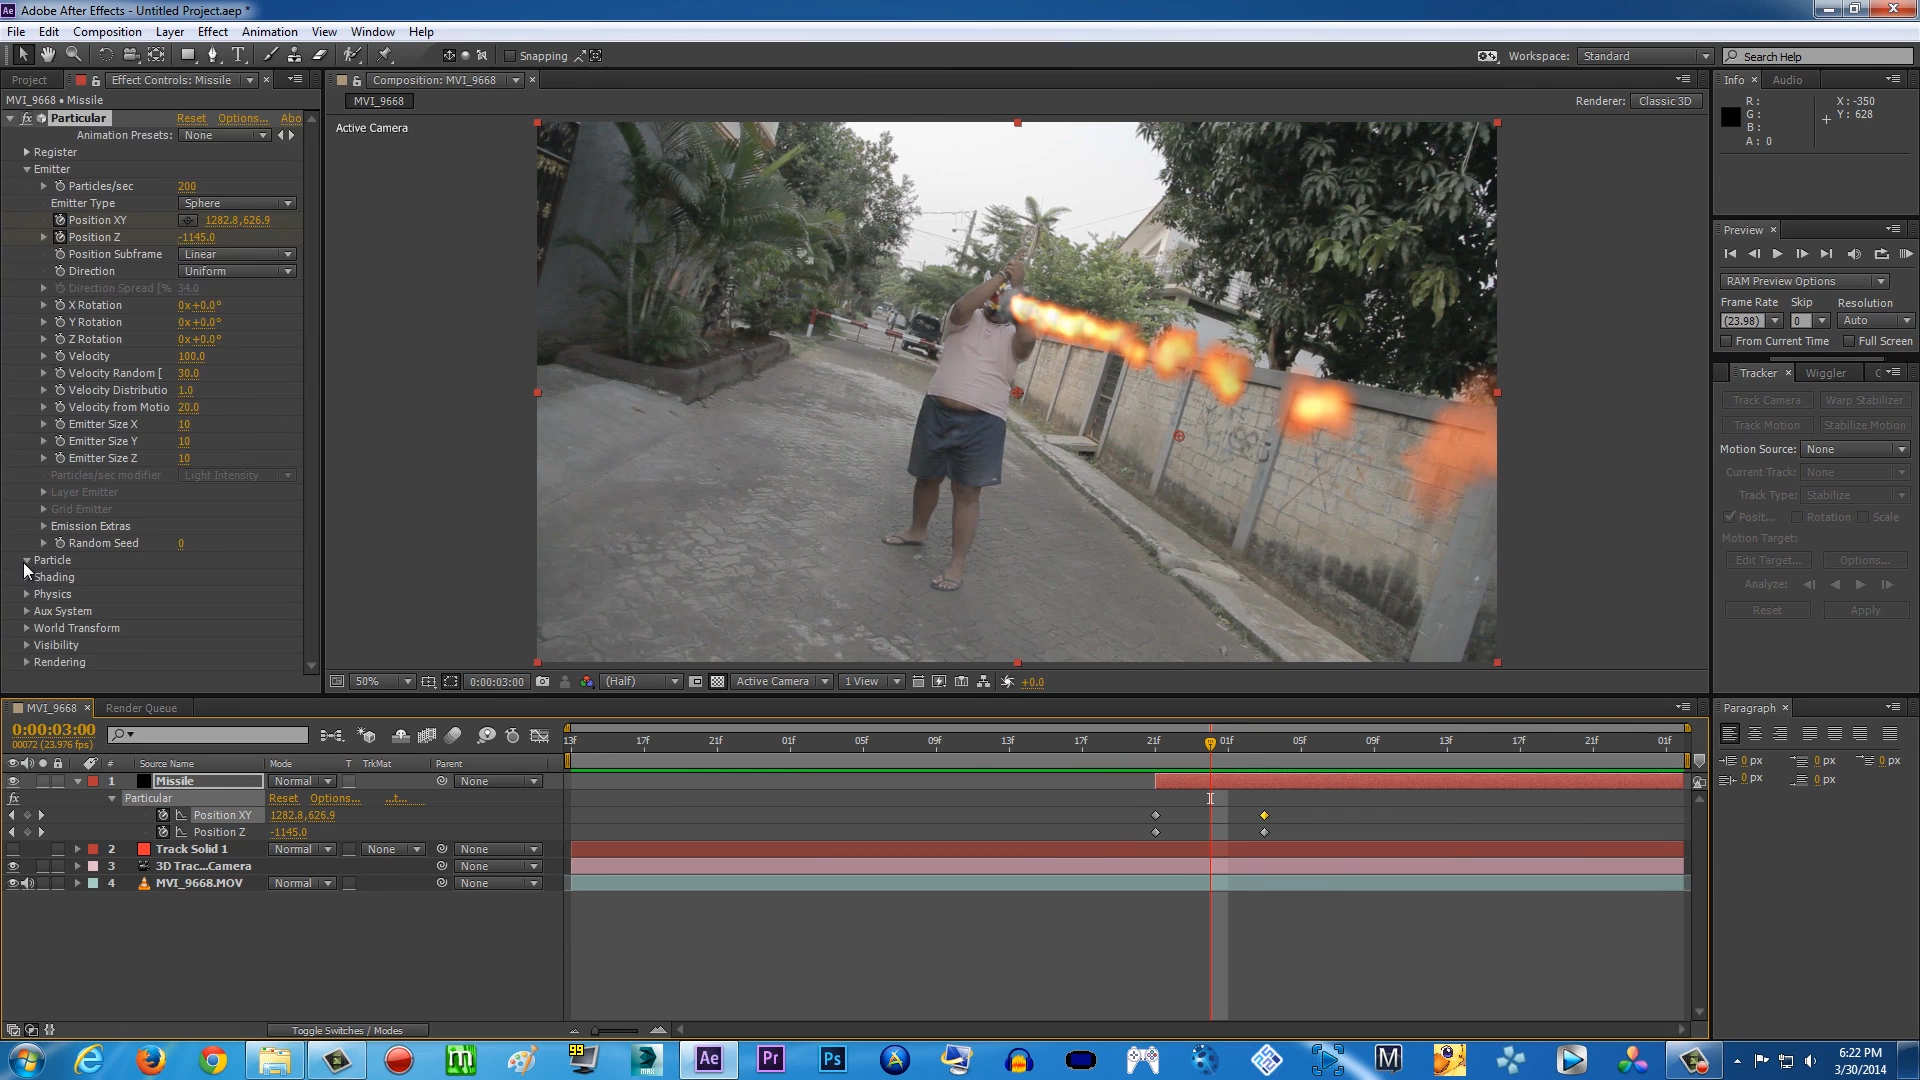 Adobe After Effects - Untitled Project.aep *
File Edit Composition Layer Effect Animation View Window Help
Snapping
Workspace: Standard
Search Help
Project
Effect Controls: Missile
MVI_9668 • Missile
Particular Reset Options... Abo
Animation Presets: None
Register
Emitter
Particles/sec 200
Emitter Type Sphere
Position XY 1282.8,626.9
Position Z -1145.0
Position Subframe Linear
Direction Uniform
Direction Spread [% 34.0
X Rotation 0x+0.0°
Y Rotation 0x+0.0°
Z Rotation 0x+0.0°
Velocity 100.0
Velocity Random [ 30.0
Velocity Distributio 1.0
Velocity from Motio 20.0
Emitter Size X 10
Emitter Size Y 10
Emitter Size Z 10
Particles/sec modifier Light Intensity
Layer Emitter
Grid Emitter
Emission Extras
Random Seed 0
Particle
Shading
Physics
Aux System
World Transform
Visibility
Rendering
Composition: MVI_9668
MVI_9668
Renderer: Classic 3D
Active Camera
50% 0:00:03:00 (Half) Active Camera 1 View +0.0
Info Audio
R: X: -350
G: Y: 628
B:
A: 0
Preview
RAM Preview Options
Frame Rate Skip Resolution
(23.98) 0 Auto
From Current Time Full Screen
Tracker Wiggler C
Track Camera Warp Stabilizer
Track Motion Stabilize Motion
Motion Source: None
Current Track: None
Track Type: Stabilize
Posit... Rotation Scale
Motion Target:
Edit Target... Options...
Analyze:
Reset Apply
Paragraph
0 px 0 px 0 px
0 px 0 px
MVI_9668 Render Queue
0:00:03:00
00072 (23.976 fps)
# Source Name Mode T TrkMat Parent
13f 17f 21f 01f 05f 09f 13f 17f 21f 01f 05f 09f 13f 17f 21f 01f
1 Missile Normal None
fx Particular Reset Options... ...t...
Position XY 1282.8,626.9
Position Z -1145.0
2 Track Solid 1 Normal None None
3 3D Trac...Camera None
4 MVI_9668.MOV Normal None
Toggle Switches / Modes
99
MAX
Ae
Pr
Ps
M
6:22 PM
3/30/2014